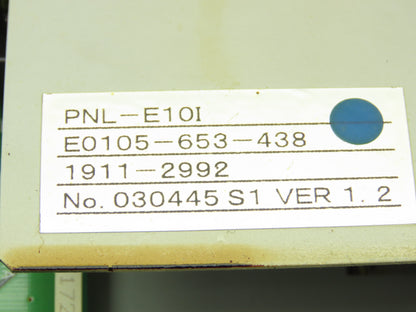 PNL-E10I
E0105-653-438
1911-2992
No. 030445 S1 VER 1. 2